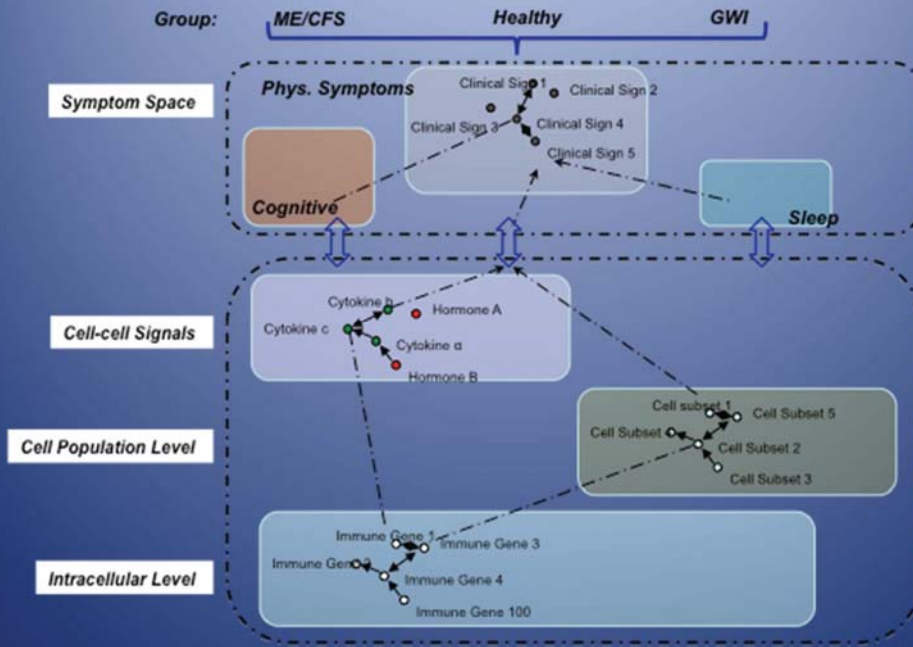 Group: ME/CFS Healthy GWI
Symptom Space
Phys. Symptoms
Clinical Sign 1
Clinical Sign 2
Clinical Sign 3
Clinical Sign 4
Clinical Sign 5
Cognitive
Sleep
Cell-cell Signals
Cytokine b
Hormone A
Cytokine c
Cytokine α
Hormone B
Cell Population Level
Cell subset 1
Cell Subset 5
Cell Subset
Cell Subset 2
Cell Subset 3
Intracellular Level
Immune Gene 1
Immune Gene 3
Immune Gene
Immune Gene 4
Immune Gene 100